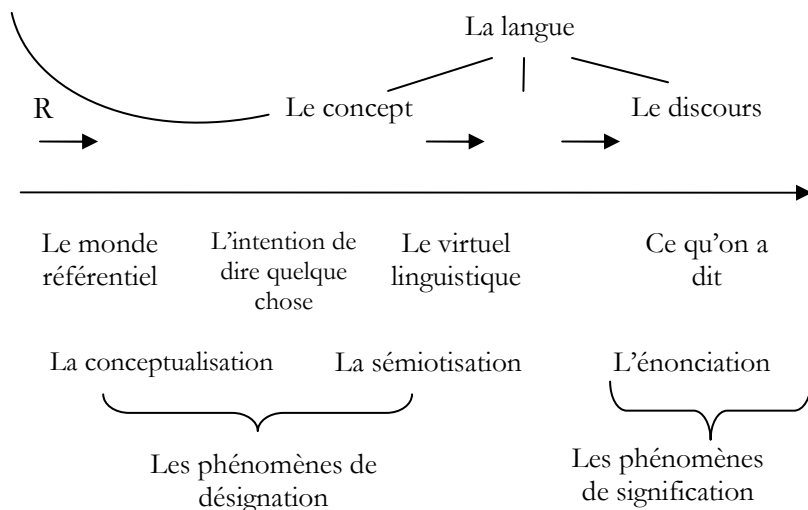 La langue
R
Le concept
Le discours
Le monde
référentiel
L'intention de
dire quelque
chose
Le virtuel
linguistique
Ce qu'on a
dit
La conceptualisation
La sémiotisation
L'énonciation
Les phénomènes de
désignation
Les phénomènes
de signification